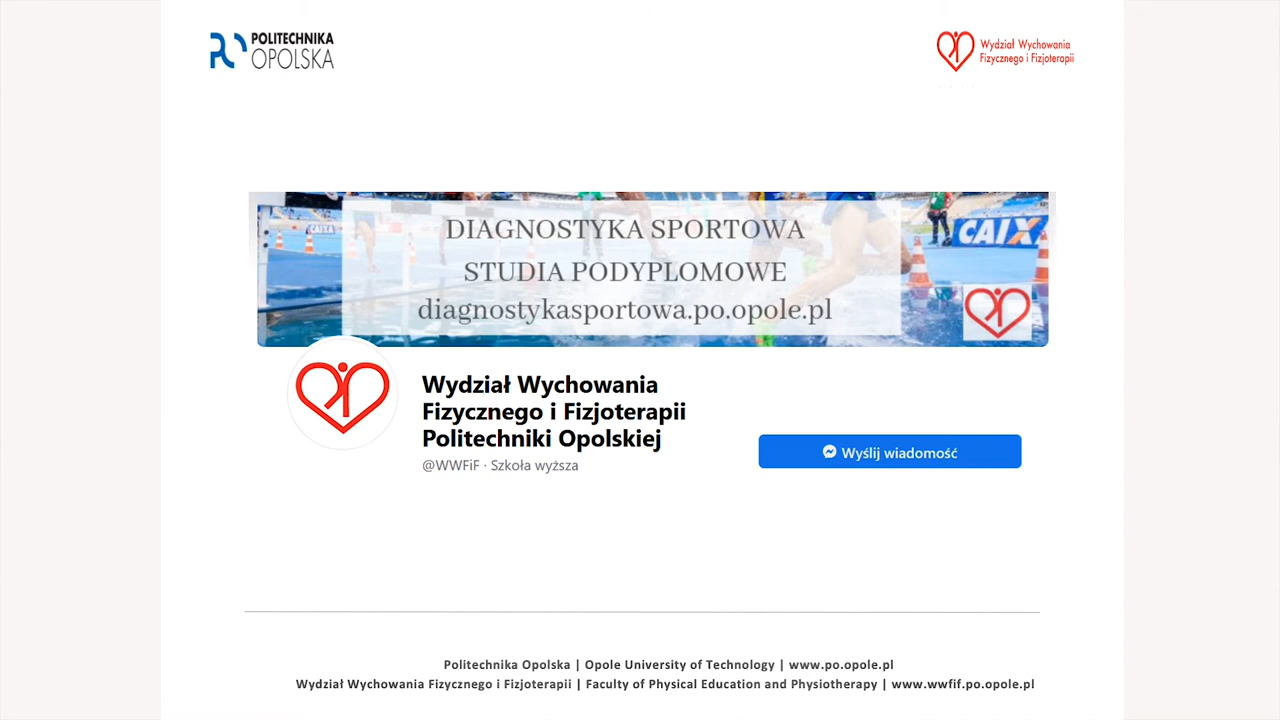 POLITECHNIKA
OPOLSKA
Wydział Wychowania
Fizycznego i Fizjoterapii
DIAGNOSTYKA SPORTOWA
STUDIA PODYPLOMOWE
diagnostykasportowa.po.opole.pl
CAIXA
CAIX
Wydział Wychowania
Fizycznego i Fizjoterapii
Politechniki Opolskiej
@WWFiF · Szkoła wyższa
Wyślij wiadomość
Politechnika Opolska | Opole University of Technology | www.po.opole.pl
Wydział Wychowania Fizycznego i Fizjoterapii | Faculty of Physical Education and Physiotherapy | www.wwfif.po.opole.pl